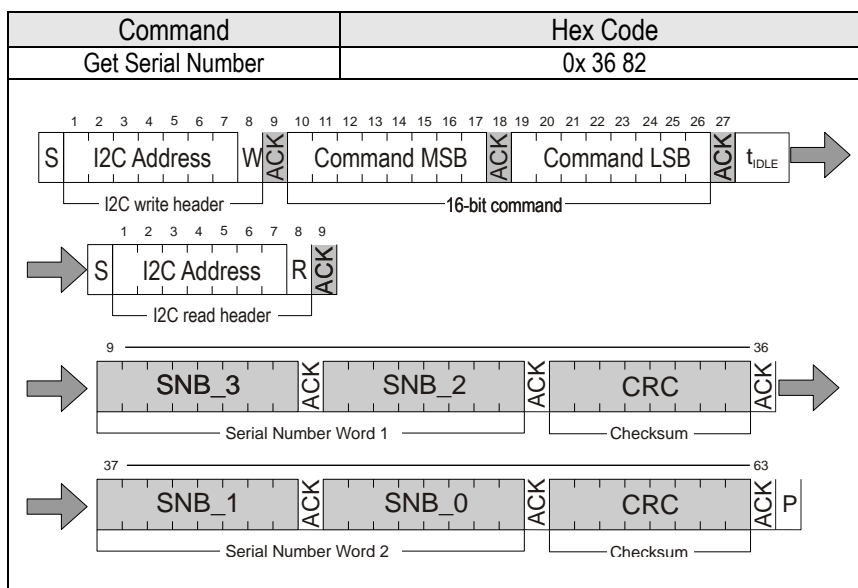 Command Hex Code
Get Serial Number 0x 36 82
1 2 3 4 5 6 7 8 9 10 11 12 13 14 15 16 17 18 19 20 21 22 23 24 25 26 27
S I2C Address W ACK Command MSB ACK Command LSB ACK tIDLE
I2C write header 16-bit command
1 2 3 4 5 6 7 8 9
S I2C Address R ACK
I2C read header
9 36
SNB_3 ACK SNB_2 ACK CRC ACK
Serial Number Word 1 Checksum
37 63
SNB_1 ACK SNB_0 ACK CRC ACK P
Serial Number Word 2 Checksum